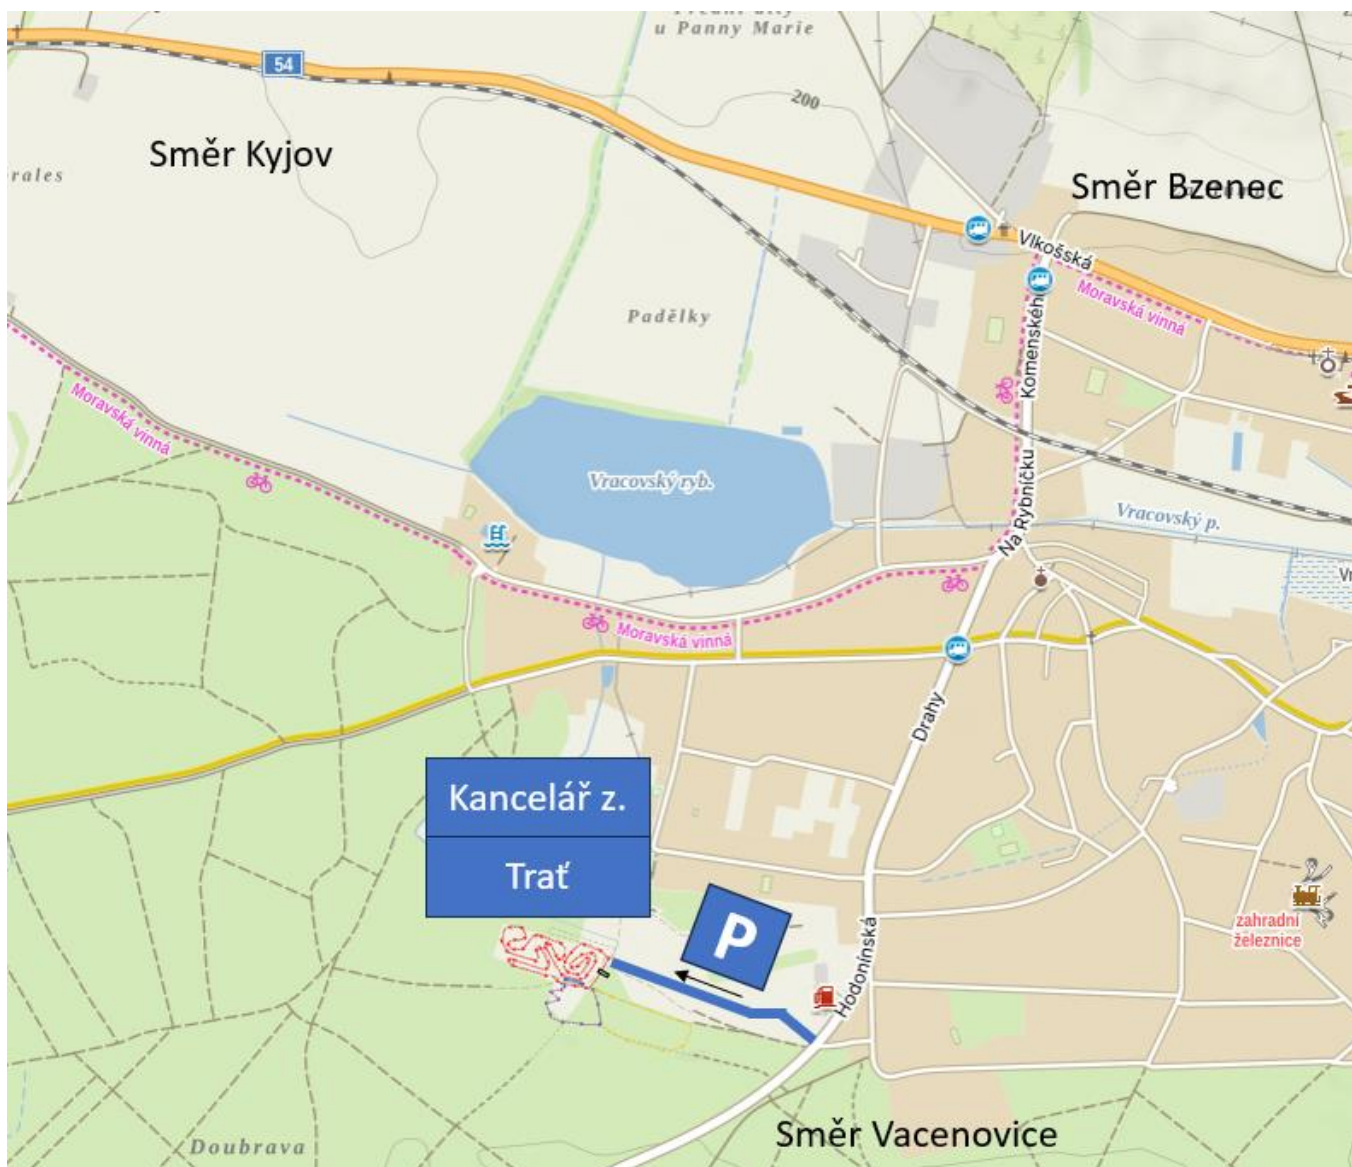 u Panny Marie
54
200
Směr Kyjov
Směr Bzenec
Vlkošská
Moravská vinná
Padělky
Komenského
Moravská vinná
Vracovský ryb.
Na Rybníčku
Vracovský p.
Moravská vinná
Drahy
Kancelář z.
Trať
P
Hodonínská
zahradní
železnice
Směr Vacenovice
Doubrava